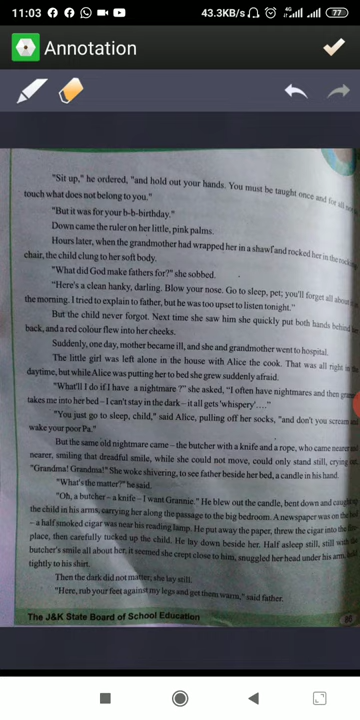 11:03
43.3KB/s
4G
77
Annotation
"Sit up," he ordered, "and hold out your hands. You must be taught once and for all not to
touch what does not belong to you."
"But it was for your b-b-birthday."
Down came the ruler on her little, pink palms.
Hours later, when the grandmother had wrapped her in a shawl and rocked her in the rocking
chair, the child clung to her soft body.
"What did God make fathers for?" she sobbed.
"Here's a clean hanky, darling. Blow your nose. Go to sleep, pet; you'll forget all about it in
the morning. I tried to explain to father, but he was too upset to listen tonight."
But the child never forgot. Next time she saw him she quickly put both hands behind her
back, and a red colour flew into her cheeks.
Suddenly, one day, mother became ill, and she and grandmother went to hospital.
The little girl was left alone in the house with Alice the cook. That was all right in the
daytime, but while Alice was putting her to bed she grew suddenly afraid.
"What'll I do if I have a nightmare ?" she asked, "I often have nightmares and then granny
takes me into her bed – I can't stay in the dark – it all gets 'whispery'...."
"You just go to sleep, child," said Alice, pulling off her socks, "and don't you scream and
wake your poor Pa."
But the same old nightmare came – the butcher with a knife and a rope, who came nearer and
nearer, smiling that dreadful smile, while she could not move, could only stand still, crying out,
"Grandma! Grandma!" She woke shivering, to see father beside her bed, a candle in his hand.
"What's the matter?" he said.
"Oh, a butcher – a knife – I want Grannie." He blew out the candle, bent down and caught up
the child in his arms, carrying her along the passage to the big bedroom. A newspaper was on the bed
– a half smoked cigar was near his reading lamp. He put away the paper, threw the cigar into the fire
place, then carefully tucked up the child. He lay down beside her. Half asleep still, still with the
butcher's smile all about her, it seemed she crept close to him, snuggled her head under his arm, held
tightly to his shirt.
Then the dark did not matter; she lay still.
"Here, rub your feet against my legs and get them warm," said father.
The J&K State Board of School Education